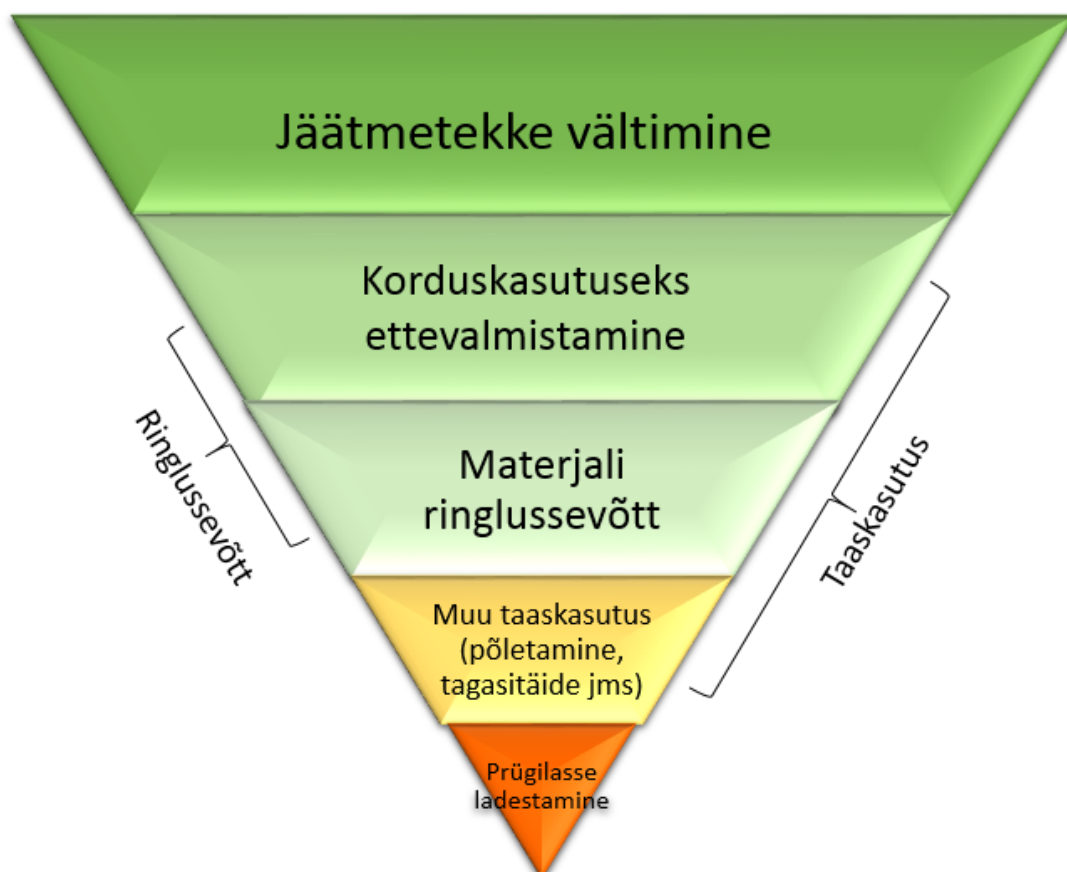 Jäätmetekke vältimine
Korduskasutuseks
ettevalmistamine
Ringlussevõtt
Materjali
ringlussevõtt
Taaskasutus
Muu taaskasutus
(põletamine,
tagasitäide jms)
Prügilasse
ladestamine